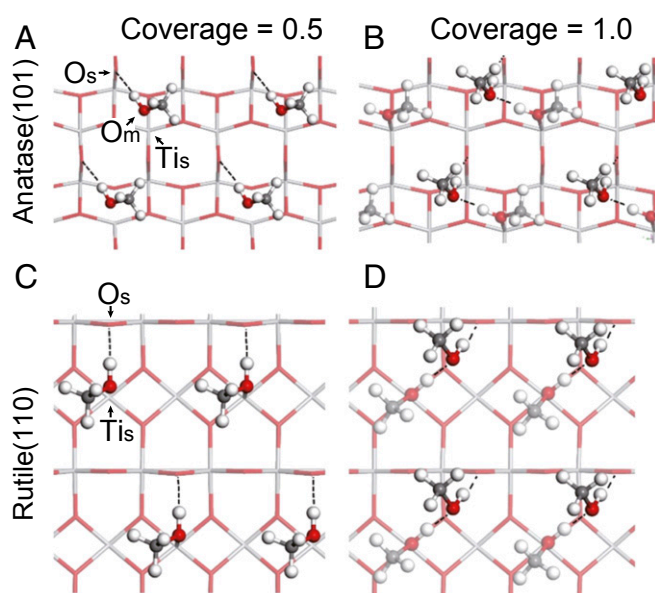 Coverage = 0.5
Coverage = 1.0
A
B
Anatase(101)
Os
Om
Tis
C
D
Rutile(110)
Os
Tis